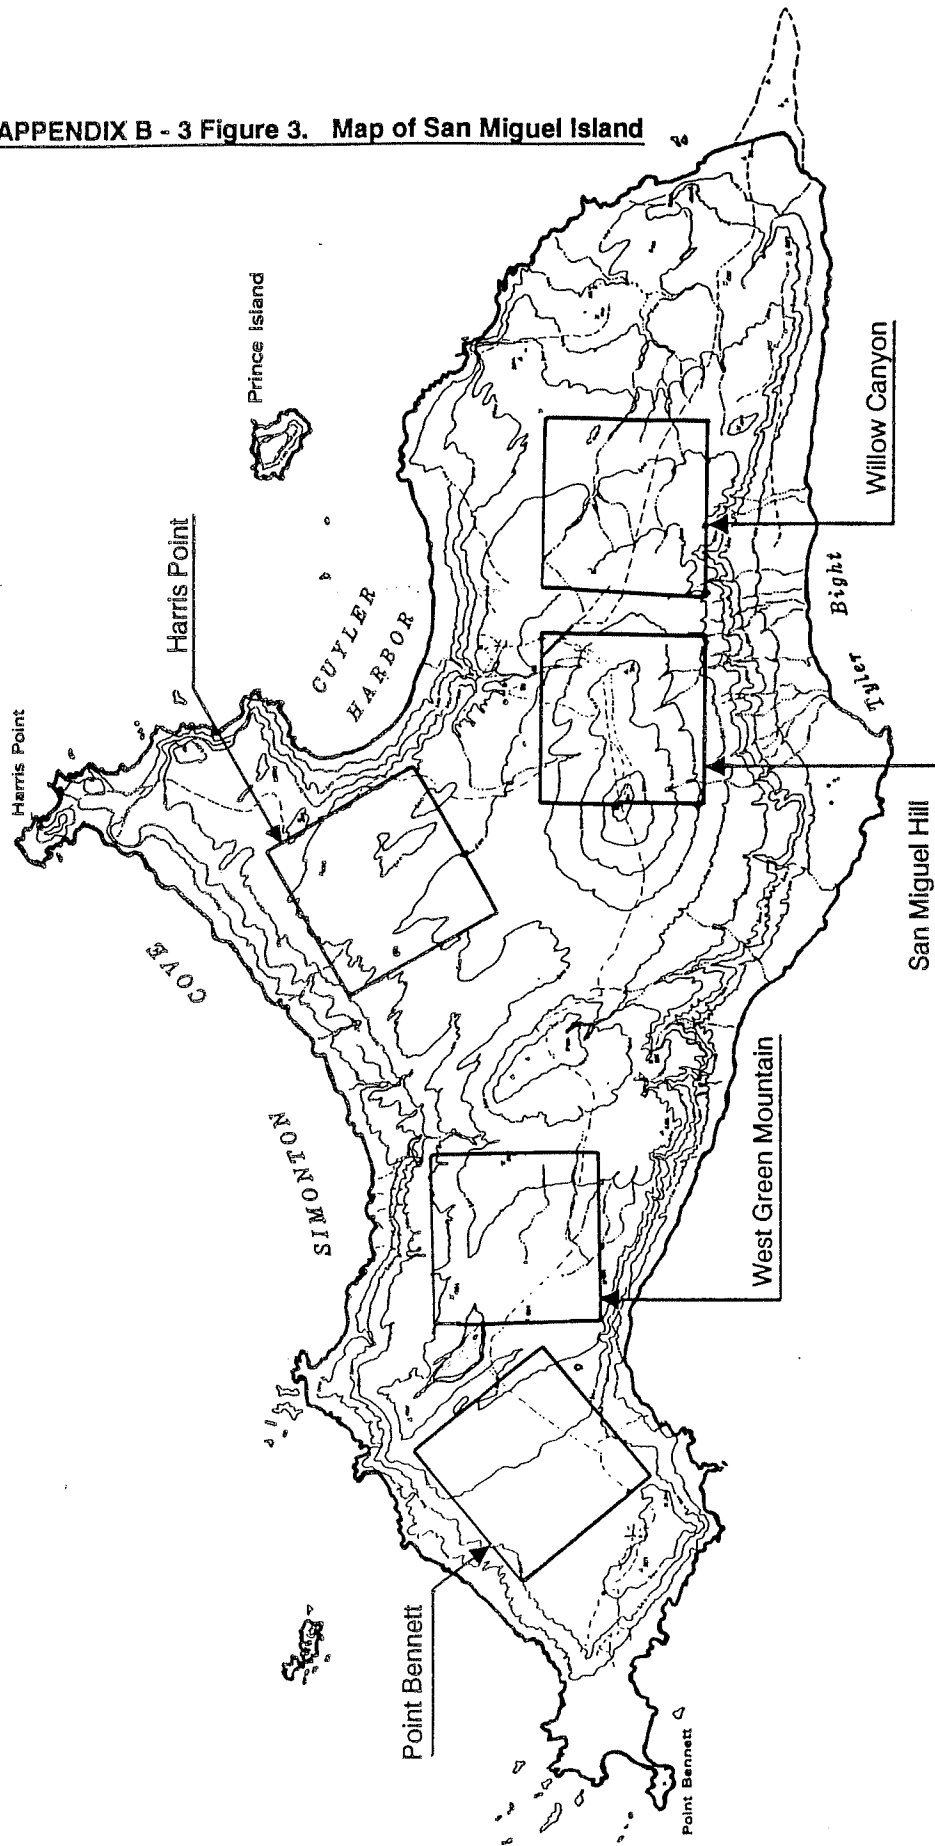 APPENDIX B - 3 Figure 3. Map of San Miguel Island
Prince Island
Harris Point
Harris Point
CUYLER
HARBOR
COVE
SIMONTON
Willow Canyon
Tyler Bight
San Miguel Hill
West Green Mountain
Point Bennett
Point Bennett